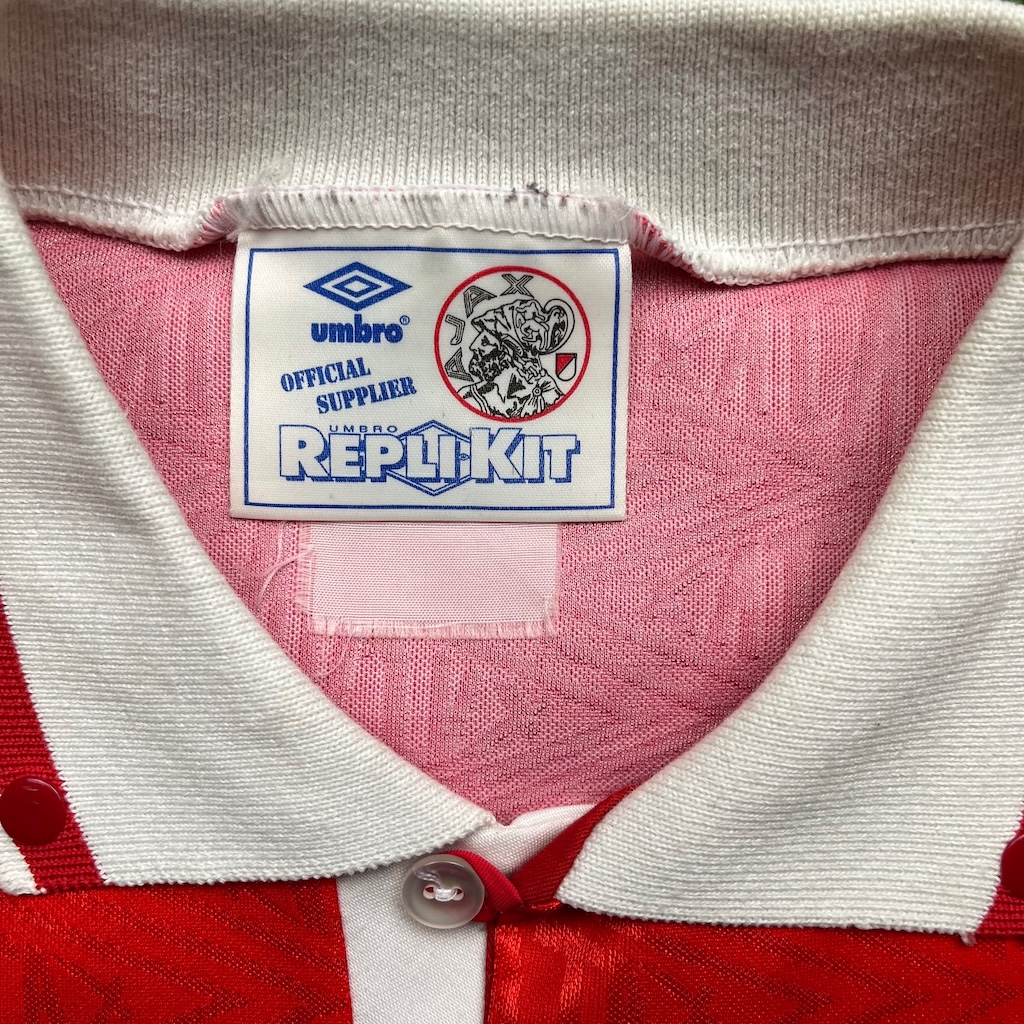 umbro®
AJAX
OFFICIAL
SUPPLIER
UMBRO
REPLI-KIT